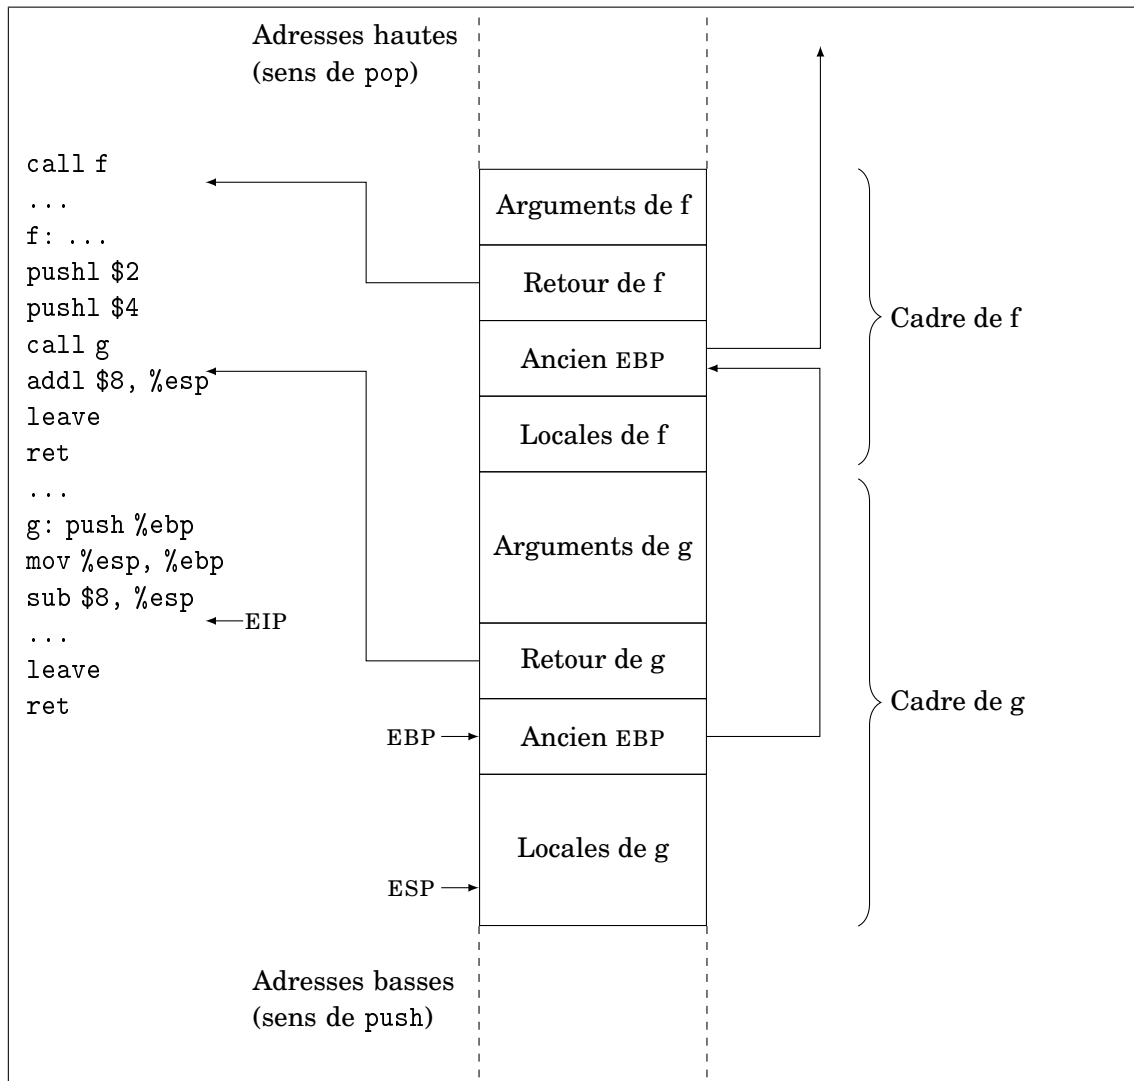 Adresses hautes
(sens de pop)
call f
...
f: ...
pushl $2
pushl $4
call g
addl $8, %esp
leave
ret
...
g: push %ebp
mov %esp, %ebp
sub $8, %esp
...
leave
ret
EIP
EBP
ESP
Arguments de f
Retour de f
Ancien EBP
Locales de f
Arguments de g
Retour de g
Ancien EBP
Locales de g
Cadre de f
Cadre de g
Adresses basses
(sens de push)